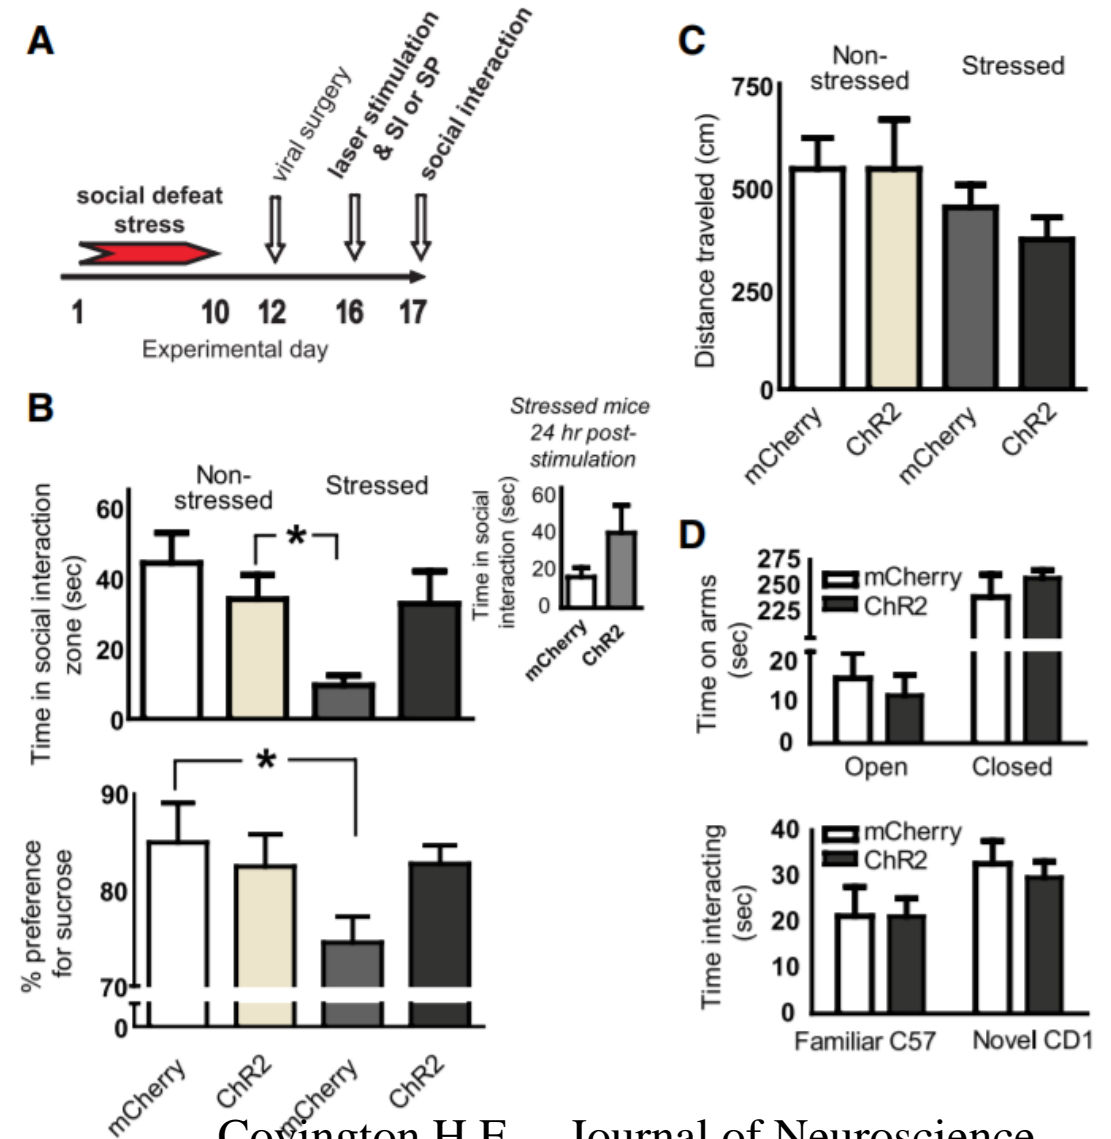 A
viral surgery
laser stimulation
& SI or SP
social interaction
social defeat
stress
1 10 12 16 17
Experimental day
B
Non-
stressed
Stressed
Time in social interaction
zone (sec)
60
40
20
0
*
Stressed mice
24 hr post-
stimulation
Time in social
interaction (sec)
60
40
20
0
mCherry
ChR2
% preference
for sucrose
90
80
70
0
*
mCherry
ChR2
mCherry
ChR2
C
Non-
stressed
Stressed
Distance traveled (cm)
750
500
250
0
mCherry
ChR2
mCherry
ChR2
D
Time on arms
(sec)
275
250
225
20
10
0
mCherry
ChR2
Open
Closed
Time interacting
(sec)
40
30
20
10
0
mCherry
ChR2
Familiar C57
Novel CD1
Covington H.E. Journal of Neuroscience